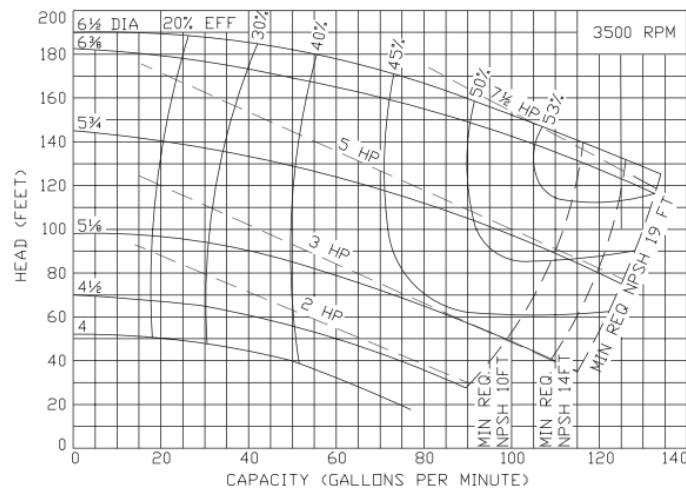 200
180
160
140
120
100
80
60
40
20
0
HEAD (FEET)
6½ DIA
6⅜
5¾
5⅛
4½
4
20% EFF
30%
40%
45%
50%
53%
3500 RPM
7½ HP
5 HP
3 HP
2 HP
MIN REQ.
NPSH 10FT
MIN REQ.
NPSH 14FT
MIN REQ NPSH 19 FT
0
20
40
60
80
100
120
140
CAPACITY (GALLONS PER MINUTE)